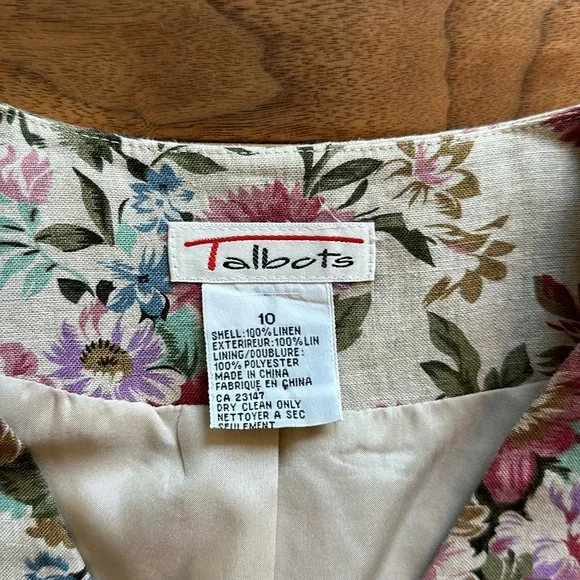 Talbots
10
SHELL:100% LINEN
EXTERIEUR:100% LIN
LINING/DOUBLURE:
100% POLYESTER
MADE IN CHINA
FABRIQUE EN CHINA
CA 23147
DRY CLEAN ONLY
NETTOYER A SEC
SEULEMENT